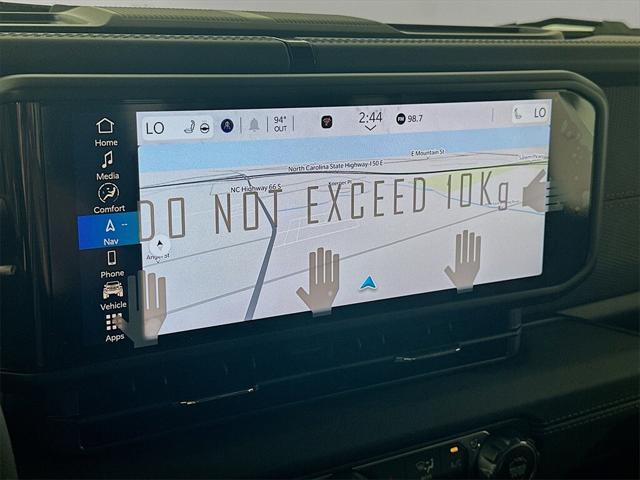 LO
94°
OUT
2:44
FM 98.7
LO
Home
Media
Comfort
Nav
Phone
Vehicle
Apps
E Mountain St
North Carolina State Highway-150 E
NC Highway 66 S
DO NOT EXCEED 10Kg